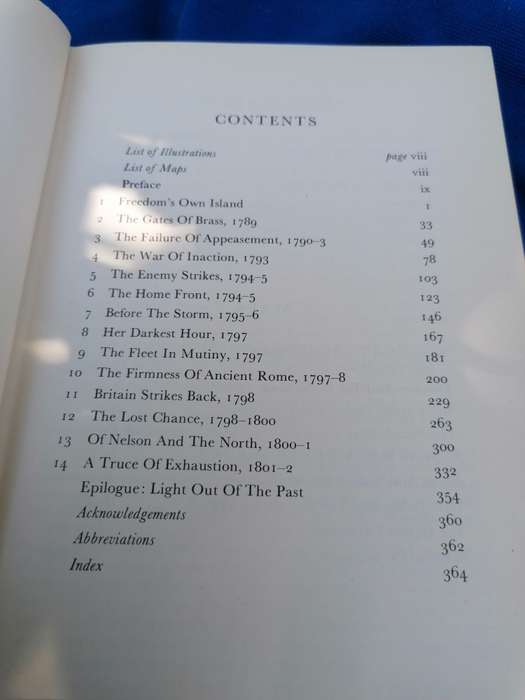 CONTENTS
List of Illustrations page viii
List of Maps viii
Preface ix
1 Freedom's Own Island 1
2 The Gates Of Brass, 1789 33
3 The Failure Of Appeasement, 1790-3 49
4 The War Of Inaction, 1793 78
5 The Enemy Strikes, 1794-5 103
6 The Home Front, 1794-5 123
7 Before The Storm, 1795-6 146
8 Her Darkest Hour, 1797 167
9 The Fleet In Mutiny, 1797 181
10 The Firmness Of Ancient Rome, 1797-8 200
11 Britain Strikes Back, 1798 229
12 The Lost Chance, 1798-1800 263
13 Of Nelson And The North, 1800-1 300
14 A Truce Of Exhaustion, 1801-2 332
Epilogue: Light Out Of The Past 354
Acknowledgements 360
Abbreviations 362
Index 364